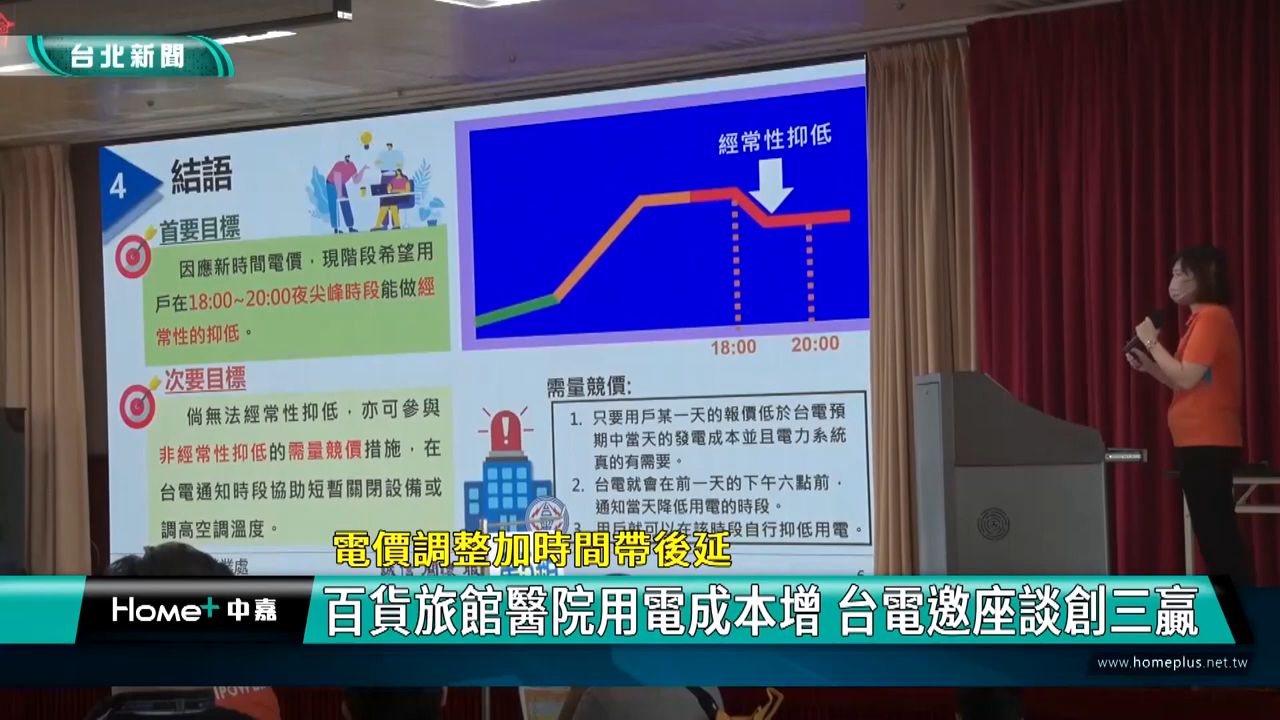 台北新聞
4
結語
首要目標
因應新時間電價，現階段希望用
戶在18:00~20:00夜尖峰時段能做經
常性的抑低。
次要目標
倘無法經常性抑低，亦可參與
非經常性抑低的需量競價措施，在
台電通知時段協助短暫關閉設備或
調高空調溫度。
經常性抑低
18:00
20:00
需量競價:
1. 只要用戶某一天的報價低於台電預
期中當天的發電成本並且電力系統
真的有需要。
2. 台電就會在前一天的下午六點前，
通知當天降低用電的時段。
3. 用戶就可以在該時段自行抑低用電。
電價調整加時間帶後延
Home+中嘉
百貨旅館醫院用電成本增 台電邀座談創三贏
www.homeplus.net.tw